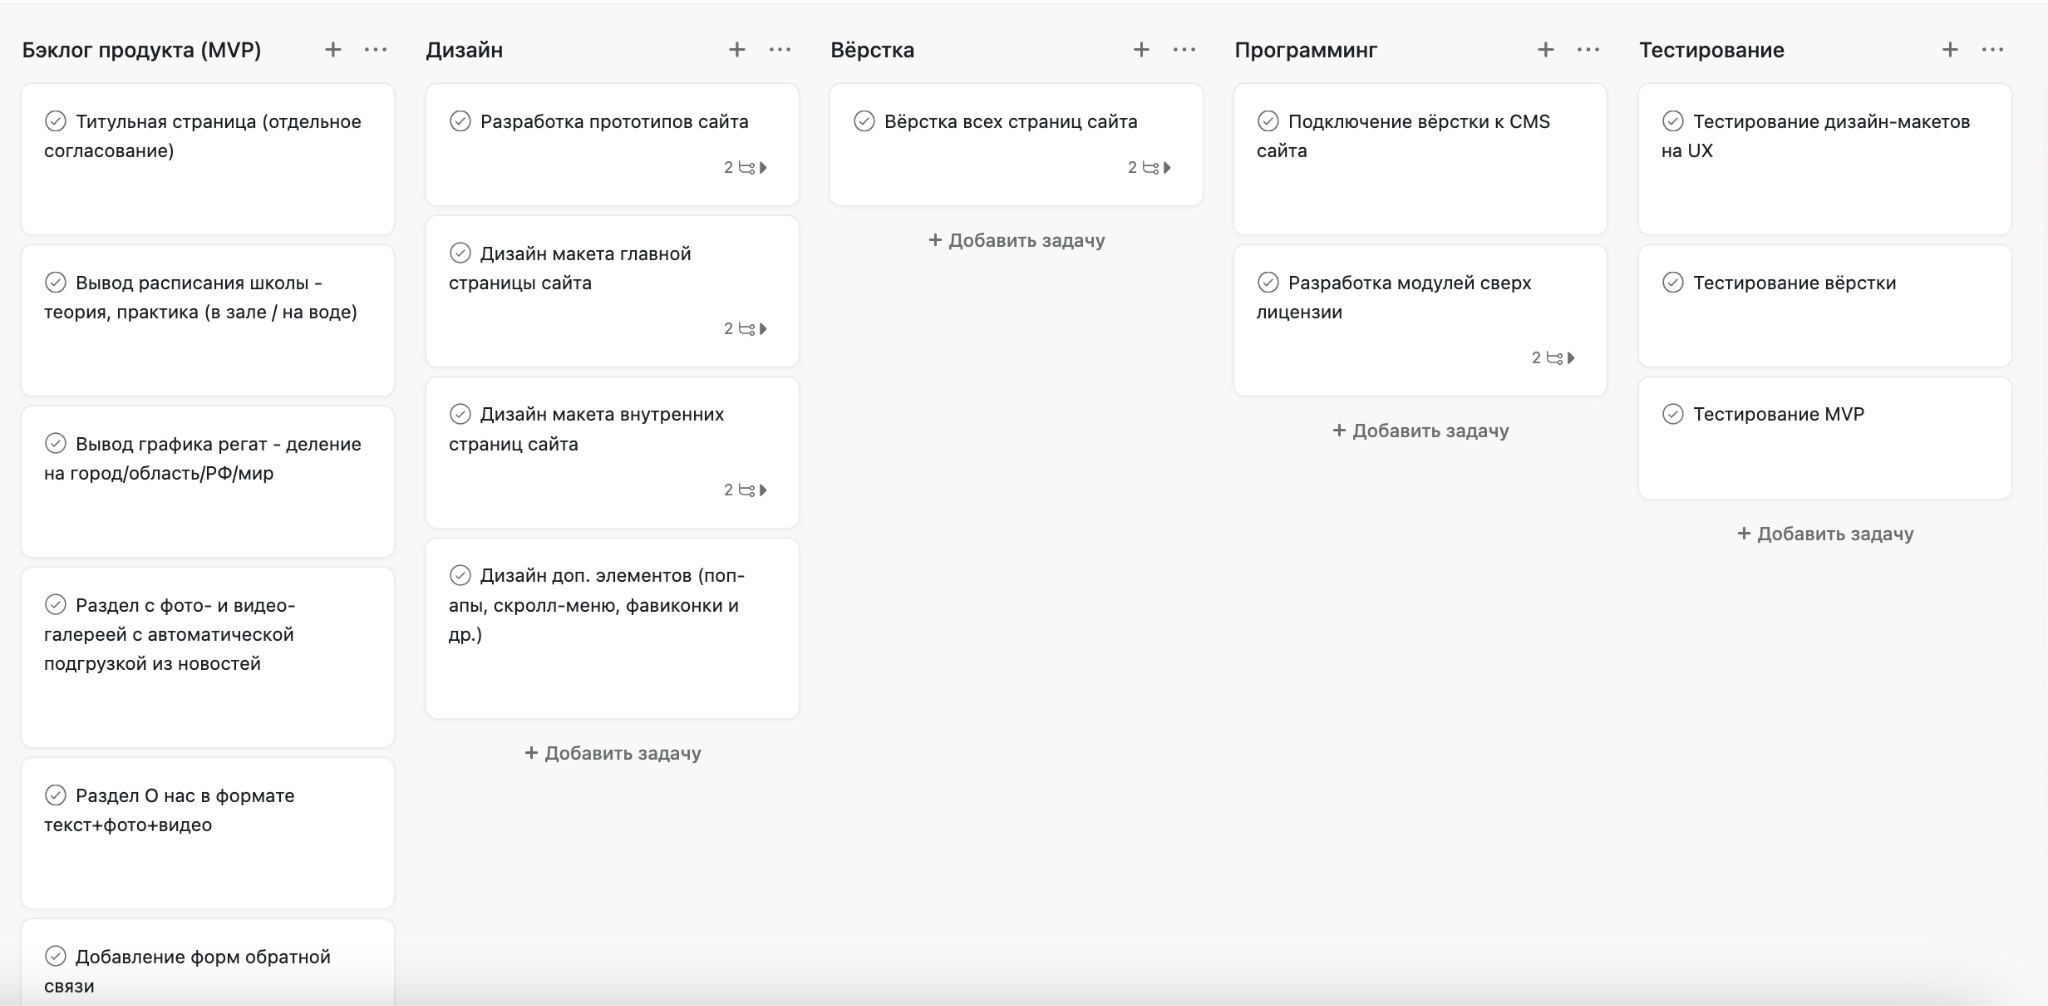 Бэклог продукта (MVP)
Титульная страница (отдельное
согласование)
Вывод расписания школы -
теория, практика (в зале / на воде)
Вывод графика регат - деление
на город/область/РФ/мир
Раздел с фото- и видео-
галереей с автоматической
подгрузкой из новостей
Раздел О нас в формате
текст+фото+видео
Добавление форм обратной
связи
Дизайн
Разработка прототипов сайта
2
Дизайн макета главной
страницы сайта
2
Дизайн макета внутренних
страниц сайта
2
Дизайн доп. элементов (поп-
апы, скролл-меню, фавиконки и
др.)
+ Добавить задачу
Вёрстка
Вёрстка всех страниц сайта
2
+ Добавить задачу
Программинг
Подключение вёрстки к CMS
сайта
Разработка модулей сверх
лицензии
2
+ Добавить задачу
Тестирование
Тестирование дизайн-макетов
на UX
Тестирование вёрстки
Тестирование MVP
+ Добавить задачу